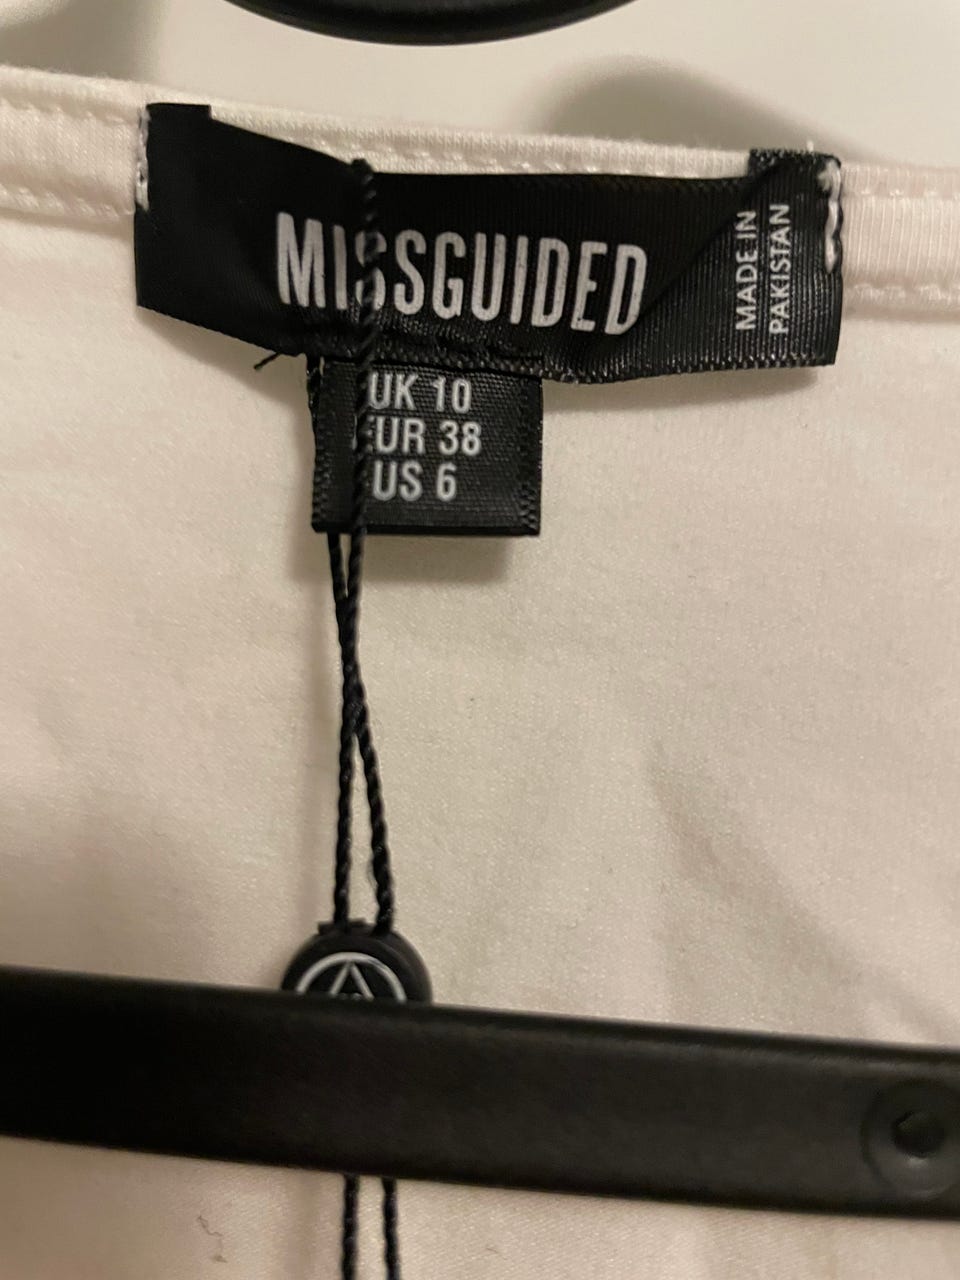 MISSGUIDED
MADE IN
PAKISTAN
UK 10
EUR 38
US 6